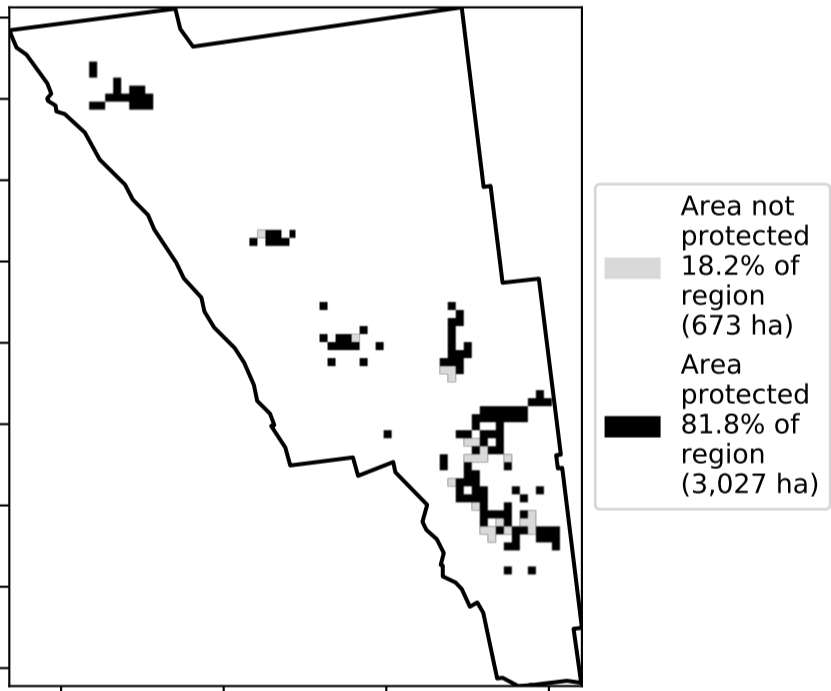 Area not
protected
18.2% of
region
(673 ha)
Area
protected
81.8% of
region
(3,027 ha)